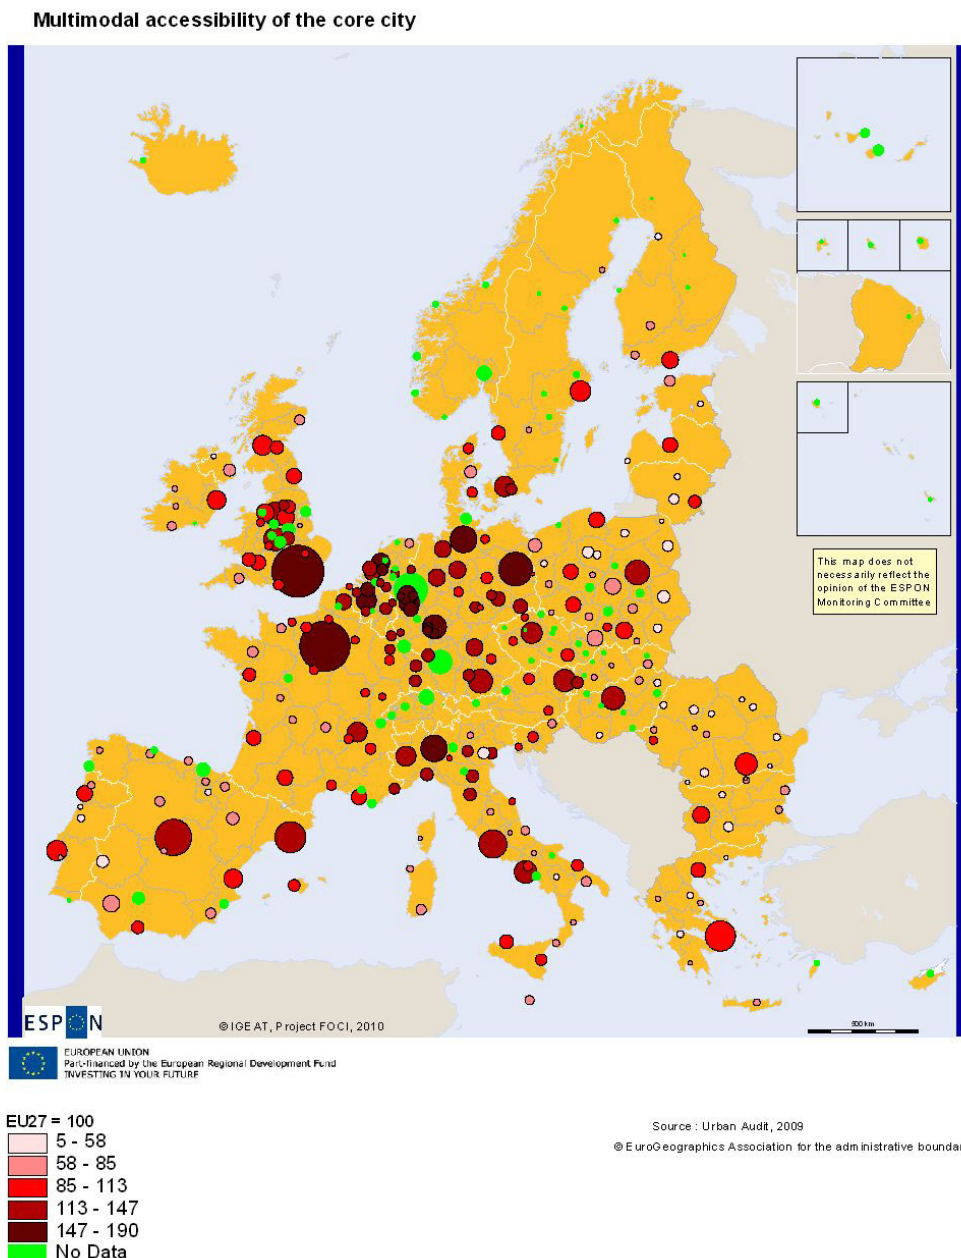 Multimodal accessibility of the core city
This map does not
necessarily reflect the
opinion of the ESPON
Monitoring Committee
500 km
ESPON
© IGEAT, Project FOCI, 2010
EUROPEAN UNION
Part-financed by the European Regional Development Fund
INVESTING IN YOUR FUTURE
EU27 = 100
5 - 58
58 - 85
85 - 113
113 - 147
147 - 190
No Data
Source : Urban Audit, 2009
© EuroGeographics Association for the administrative boundar